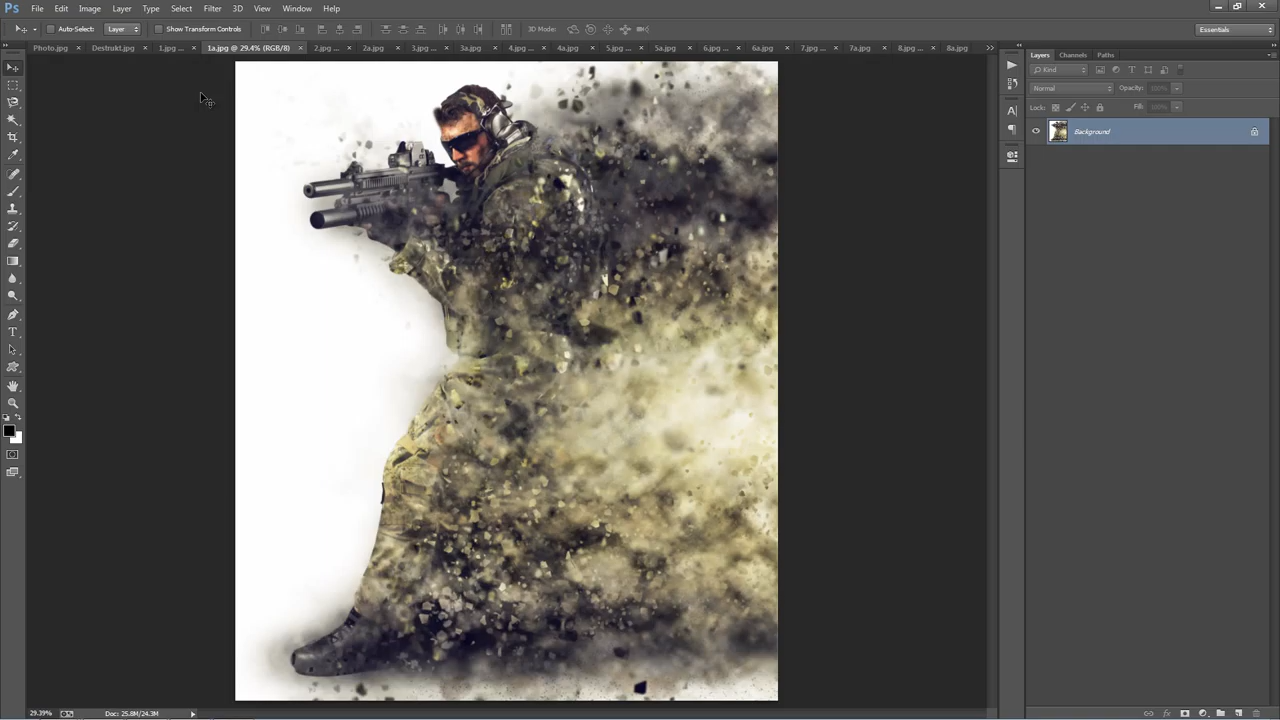 Ps File Edit Image Layer Type Select Filter 3D View Window Help
Auto-Select: Layer Show Transform Controls 3D Mode: Essentials
Photo.jpg × Destrukt.jpg × 1.jpg ... × 1a.jpg @ 29.4% (RGB/8) × 2.jpg ... × 2a.jpg × 3.jpg ... × 3a.jpg × 4.jpg ... × 4a.jpg × 5.jpg ... × 5a.jpg × 6.jpg ... × 6a.jpg × 7.jpg ... × 7a.jpg × 8.jpg ... × 8a.jpg
Layers Channels Paths
Kind
Normal Opacity: 100%
Lock: Fill: 100%
Background
29.39% Doc: 25.8M/24.3M